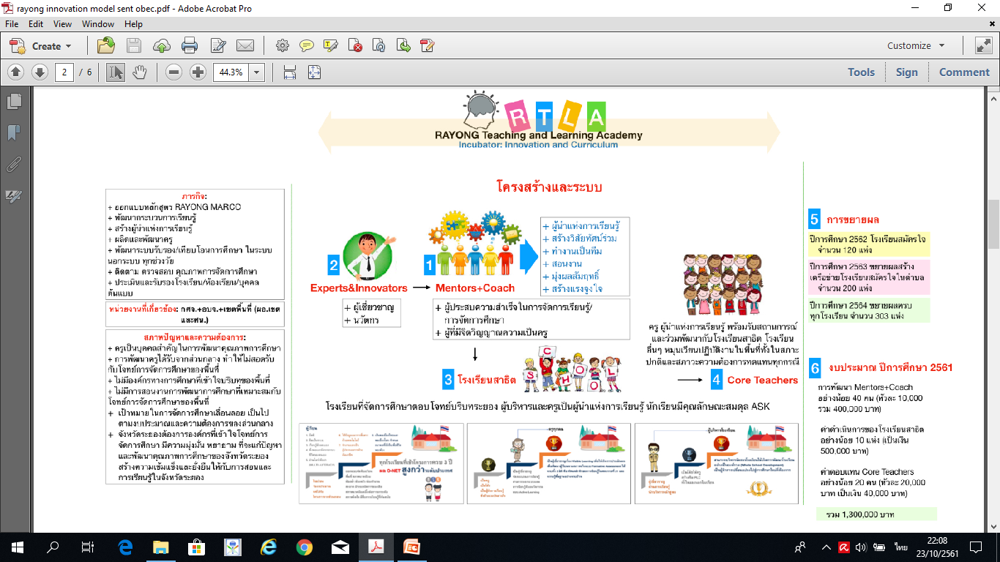 rayong innovation model sent obec.pdf - Adobe Acrobat Pro
File Edit View Window Help
Create
Customize
2 / 6
44.3%
Tools Sign Comment
R T L A
RAYONG Teaching and Learning Academy
Incubator: Innovation and Curriculum
ภารกิจ:
+ ออกแบบหลักสูตร RAYONG MARCO
+ พัฒนากระบวนการเรียนรู้
+ สร้างผู้นำแห่งการเรียนรู้
+ ผลิตและพัฒนาครู
+ พัฒนาระบบรับรอง/เทียบโอนการศึกษา ในระบบ
นอกระบบ ทุกช่วงวัย
+ ติดตาม ตรวจสอบ คุณภาพการจัดการศึกษา
+ ประเมินและรับรองโรงเรียน/ห้องเรียน/บุคคล
ต้นแบบ
หน่วยงานที่เกี่ยวข้อง: กศจ.+อบจ.+เขตพื้นที่ (ผอ.เขต
และศน.)
สภาพปัญหาและความต้องการ:
+ ครูเป็นบุคคลสำคัญในการพัฒนาคุณภาพการศึกษา
+ การพัฒนาครูได้รับจากส่วนกลาง ทำให้ไม่สอดรับ
กับโจทย์การจัดการศึกษาของพื้นที่
+ ไม่มีองค์กรทางการศึกษาที่เข้าใจบริบทของพื้นที่
+ ไม่มีการสอนงานการพัฒนาการศึกษาที่เหมาะสมกับ
โจทย์การจัดการศึกษาของพื้นที่
+ เป้าหมายในการจัดการศึกษาเลื่อนลอย เป็นไป
ตามงบประมาณและความต้องการของส่วนกลาง
+ จังหวัดระยองต้องการองค์กรที่เข้าใจโจทย์การ
จัดการศึกษา มีความมุ่งมั่น พยายาม ที่จะแก้ปัญหา
และพัฒนาคุณภาพการศึกษาของจังหวัดระยอง
สร้างความเข้มแข็งและยั่งยืนให้กับการสอนและ
การเรียนรู้ในจังหวัดระยอง
โครงสร้างและระบบ
2
Experts&Innovators
+ ผู้เชี่ยวชาญ
+ นวัตกร
1
Mentors+Coach
+ ผู้นำแห่งการเรียนรู้
+ สร้างวิสัยทัศน์ร่วม
+ ทำงานเป็นทีม
+ สอนงาน
+ มุ่งผลสัมฤทธิ์
+ สร้างแรงจูงใจ
+ ผู้ประสบความสำเร็จในการจัดการเรียนรู้/
การจัดการศึกษา
+ ผู้ที่มีจิตวิญญาณความเป็นครู
3 โรงเรียนสาธิต
SCHOOL
ครู ผู้นำแห่งการเรียนรู้ พร้อมรับสถานการณ์
และร่วมพัฒนากับโรงเรียนสาธิต โรงเรียน
อื่นๆ หมุนเวียนปฏิบัติงานในพื้นที่ทั้งในสภาะ
ปกติและสภาวะความต้องการทดแทนทุกกรณี
4 Core Teachers
โรงเรียนที่จัดการศึกษาตอบโจทย์บริบทระยอง ผู้บริหารและครูเป็นผู้นำแห่งการเรียนรู้ นักเรียนมีคุณลักษณะสมดุล ASK
ผู้เรียน
ทุกโรงเรียนที่เข้าโครงการครบ 3 ปี
ผล O-NET สูงกว่าระดับประเทศ
ครูทุกคน
ผู้บริหารโรงเรียน
5 การขยายผล
ปีการศึกษา 2562 โรงเรียนสมัครใจ
จำนวน 120 แห่ง
ปีการศึกษา 2563 ขยายผลสร้าง
เครือข่ายโรงเรียนสมัครใจในตำบล
จำนวน 200 แห่ง
ปีการศึกษา 2564 ขยายผลครบ
ทุกโรงเรียน จำนวน 303 แห่ง
6 งบประมาณ ปีการศึกษา 2561
การพัฒนา Mentors+Coach
อย่างน้อย 40 คน (หัวละ 10,000
รวม 400,000 บาท)
ค่าดำเนินการของโรงเรียนสาธิต
อย่างน้อย 10 แห่ง (เป็นเงิน
500,000 บาท)
ค่าตอบแทน Core Teachers
อย่างน้อย 20 คน (หัวละ 20,000
บาท เป็นเงิน 40,000 บาท)
รวม 1,300,000 บาท
ไทย
22:08
23/10/2561